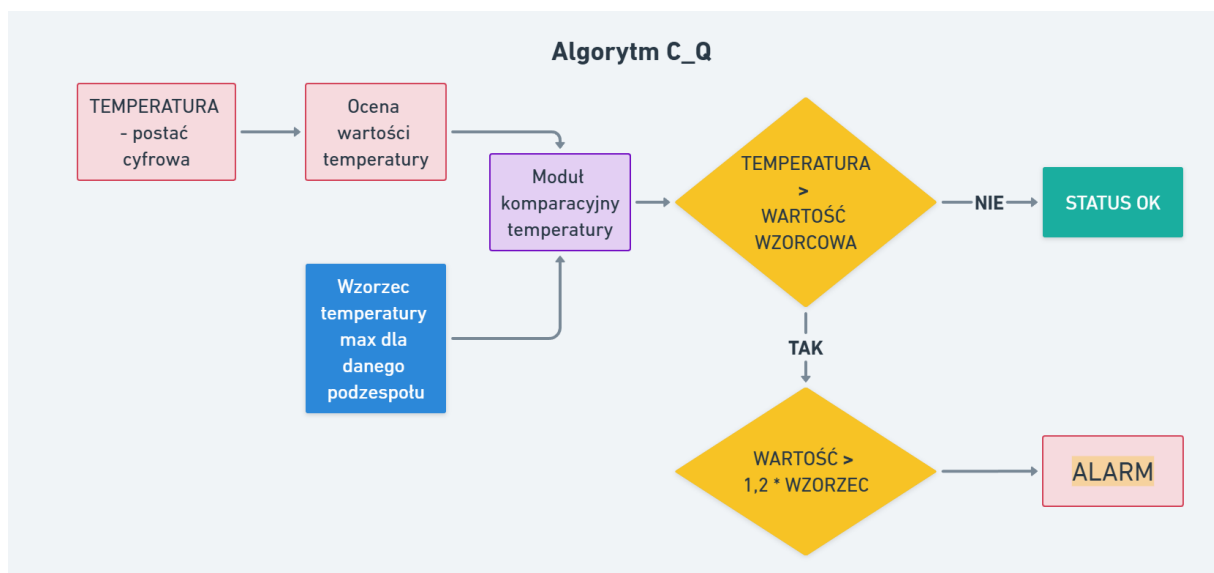 Algorytm C_Q
TEMPERATURA
- postać
cyfrowa
Ocena
wartości
temperatury
Moduł
komparacyjny
temperatury
Wzorzec
temperatury
max dla
danego
podzespołu
TEMPERATURA
>
WARTOŚĆ
WZORCOWA
NIE
STATUS OK
TAK
WARTOŚĆ >
1,2 * WZORZEC
ALARM